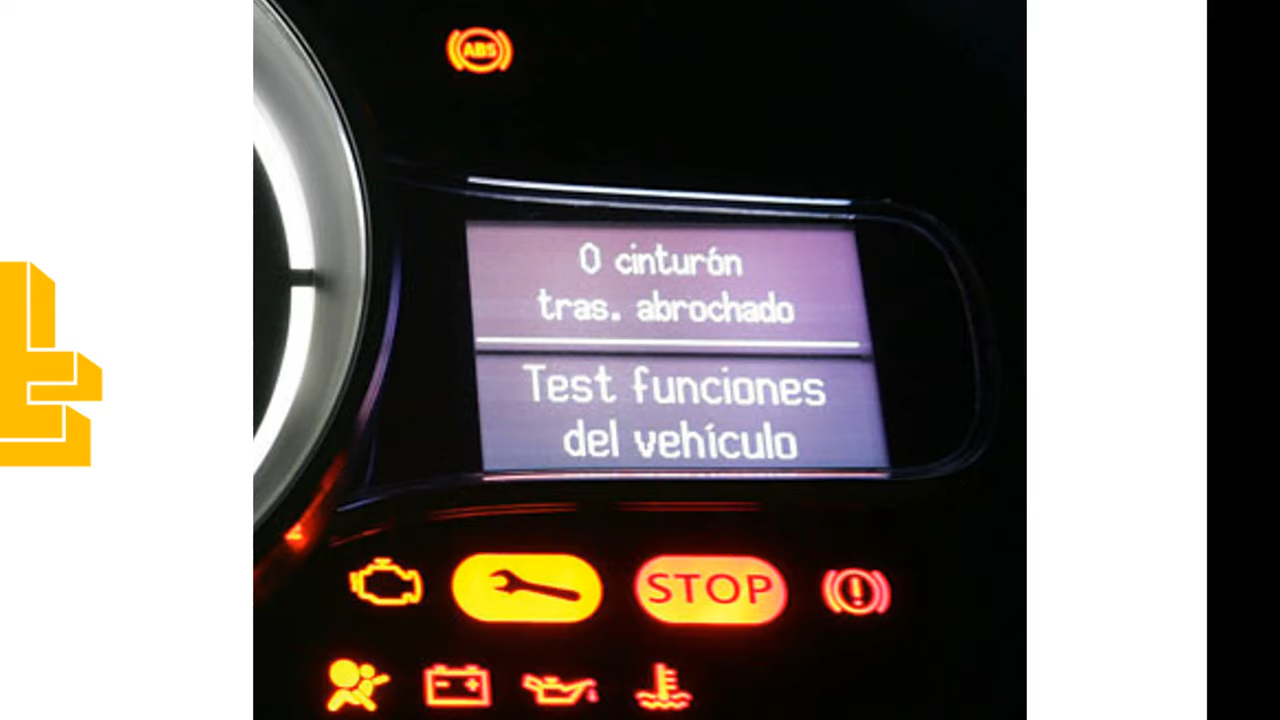 ABS
0 cinturón
tras. abrochado
Test funciones
del vehículo
STOP